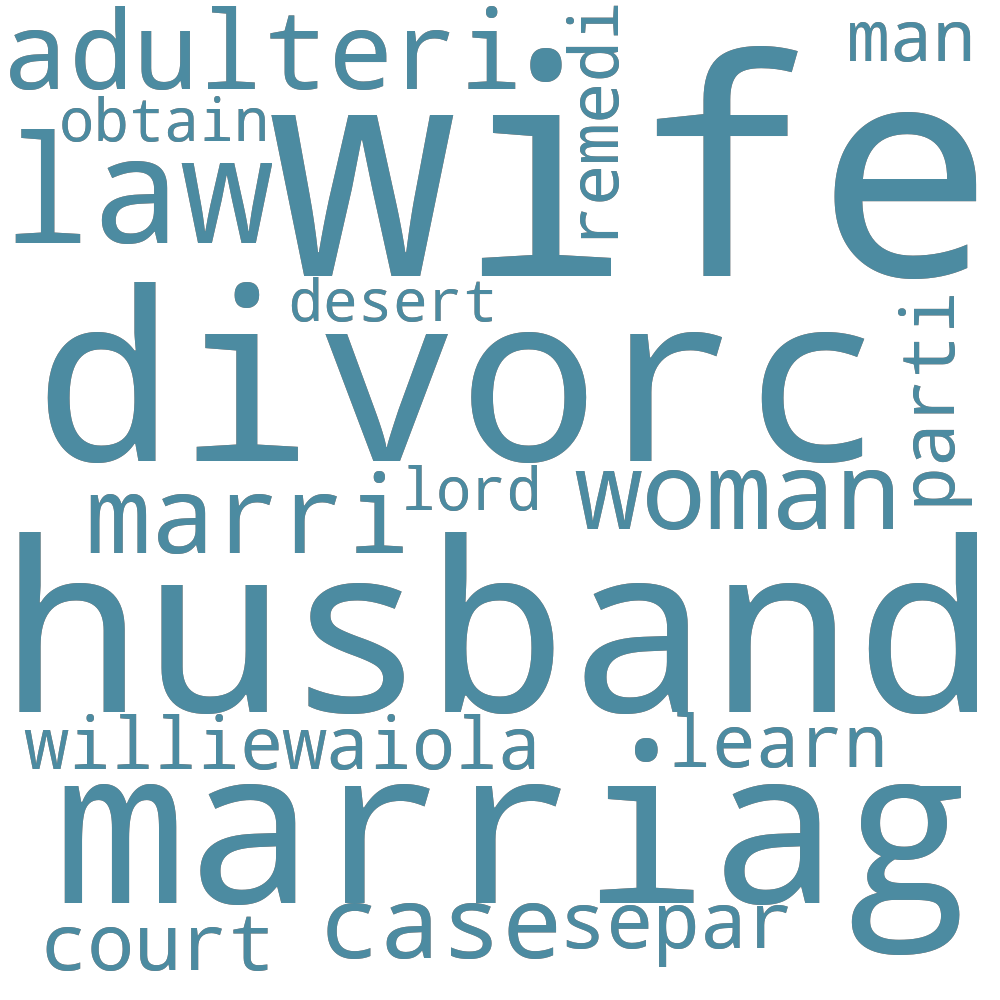 adulteri
man
remedi
obtain
law
wife
desert
divorc
parti
lord
marri
woman
husband
williewaiola
learn
marriag
case
separ
court